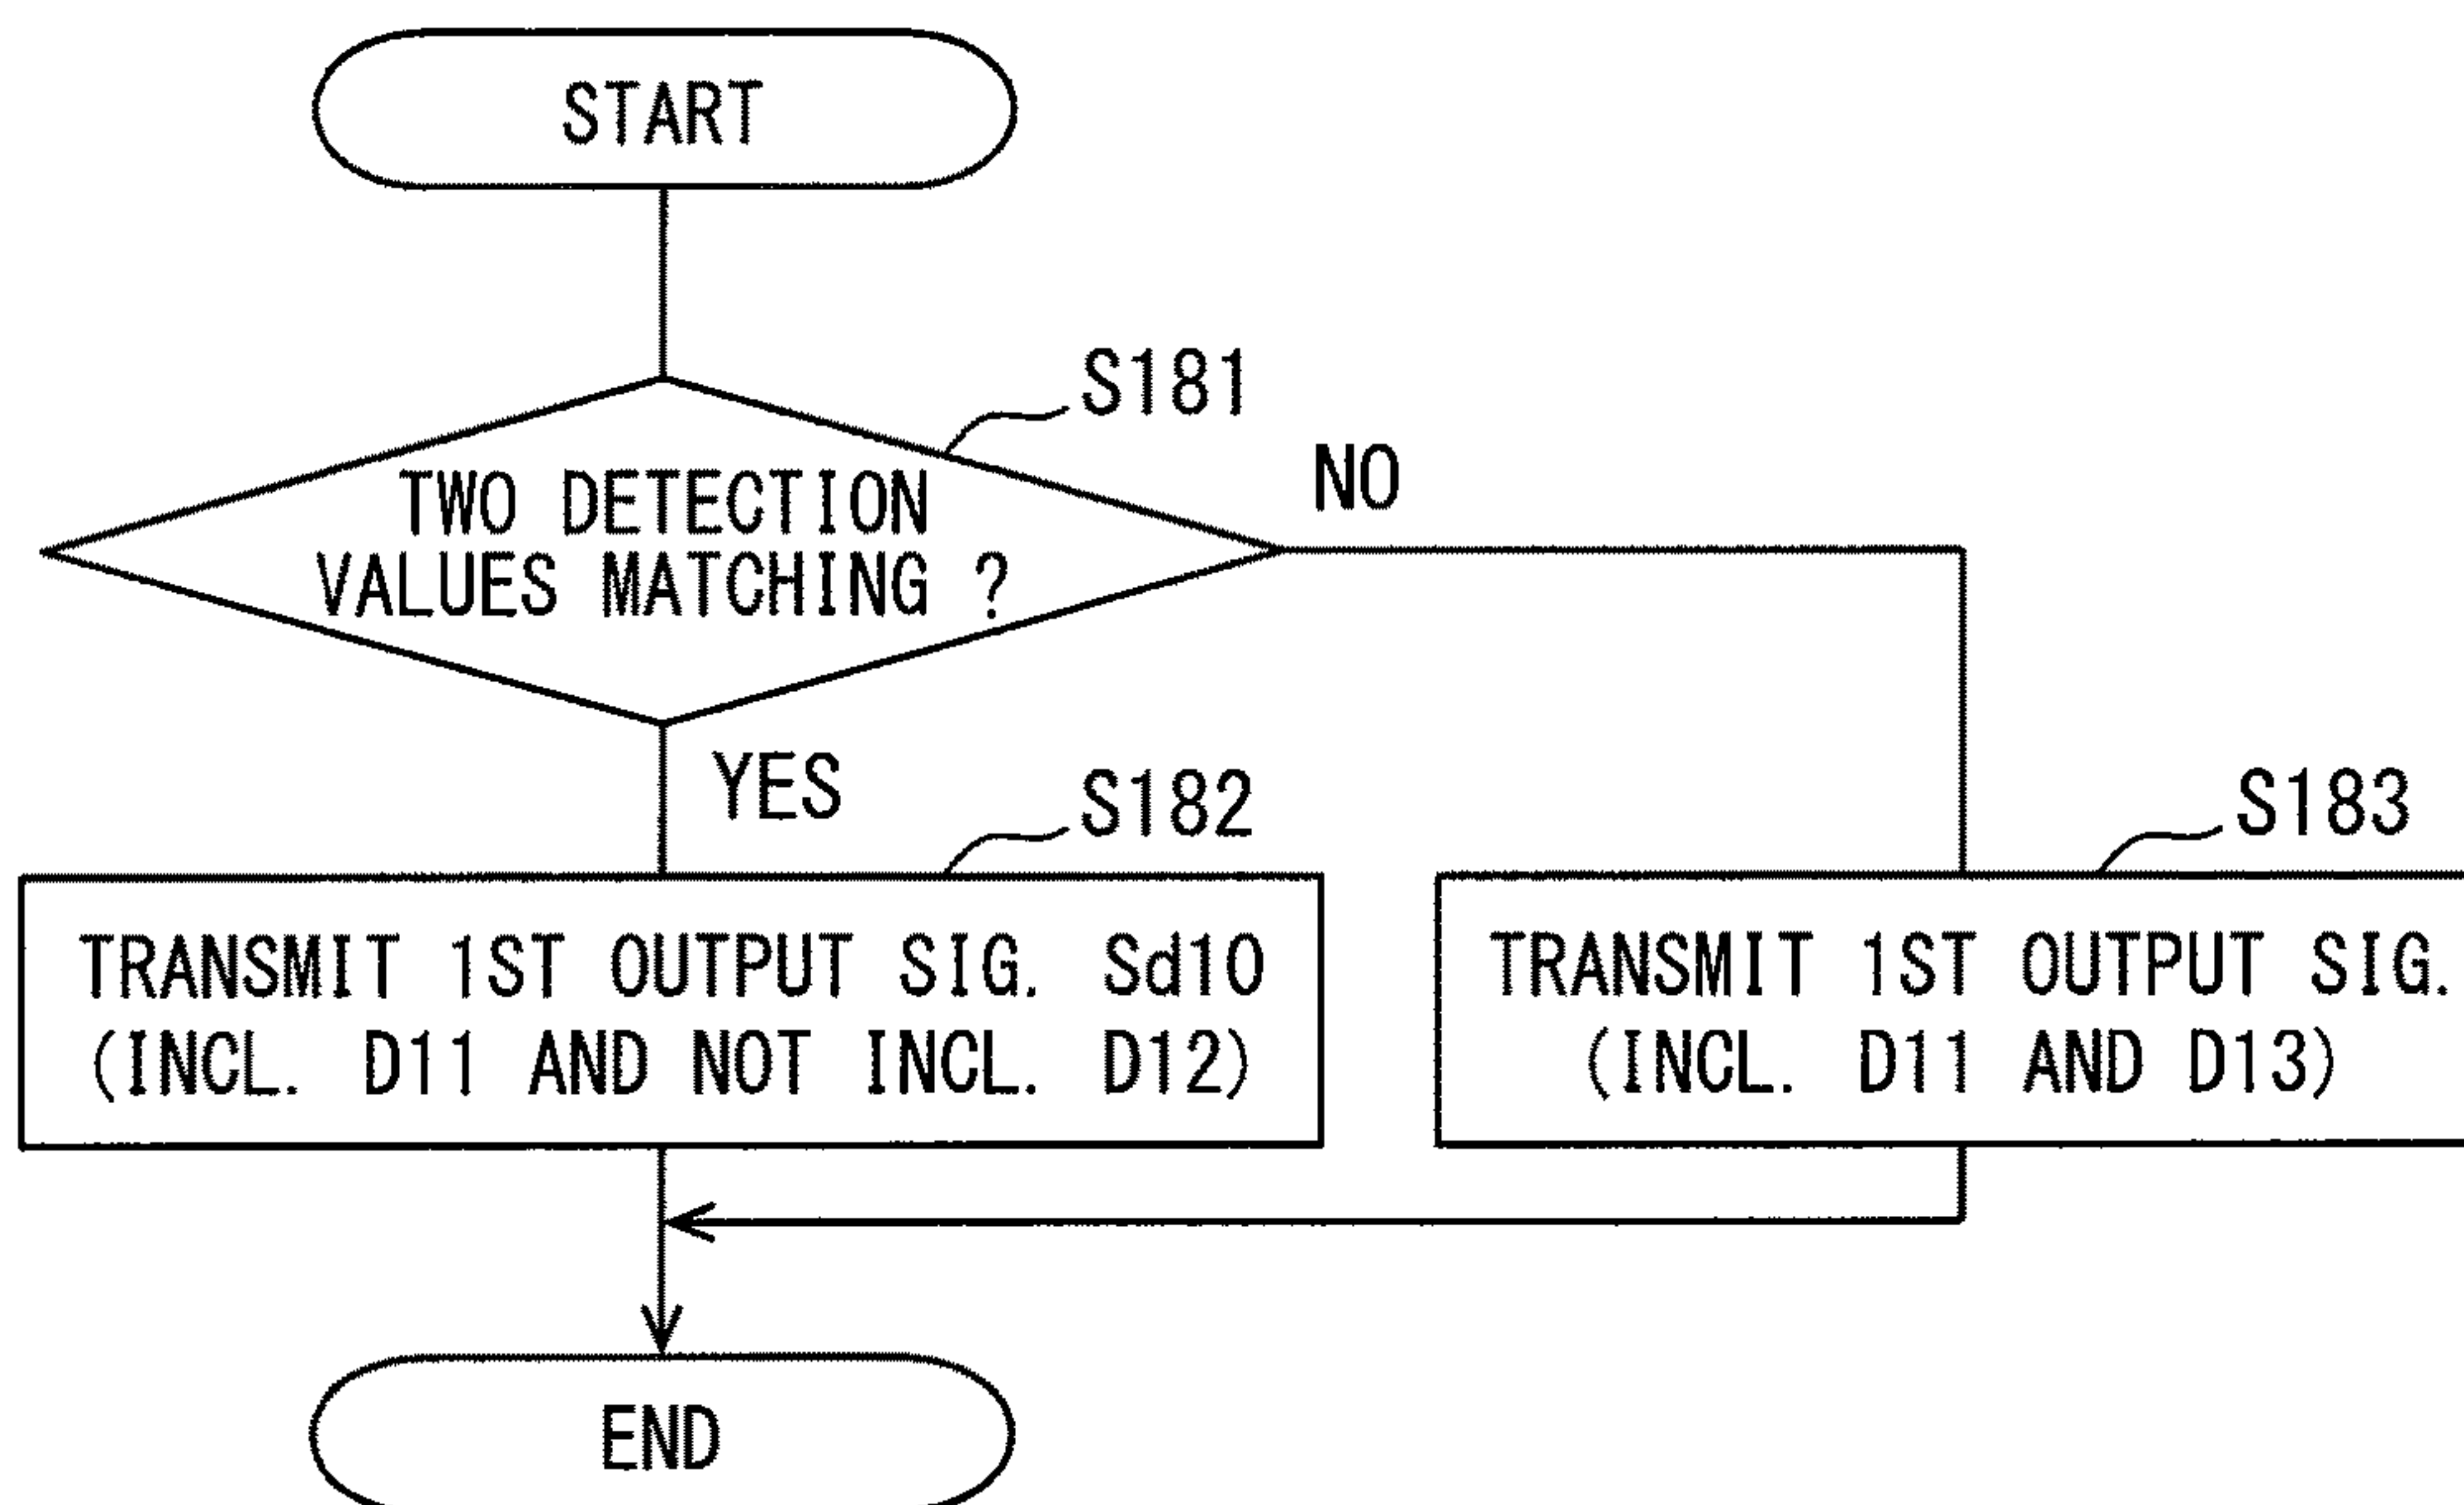 START
S181
TWO DETECTION
VALUES MATCHING ?
NO
YES
S182
TRANSMIT 1ST OUTPUT SIG. Sd10
(INCL. D11 AND NOT INCL. D12)
S183
TRANSMIT 1ST OUTPUT SIG.
(INCL. D11 AND D13)
END